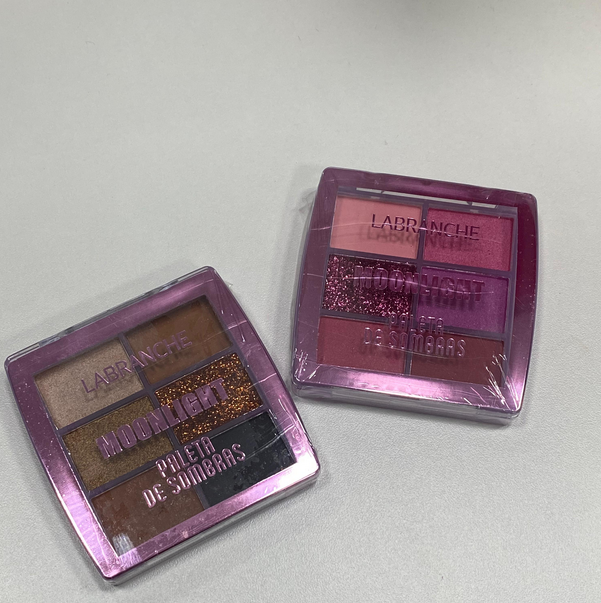 LABRANCHE
MOONLIGHT
PALETA
DE SOMBRAS
LABRANCHE
MOONLIGHT
PALETA
DE SOMBRAS